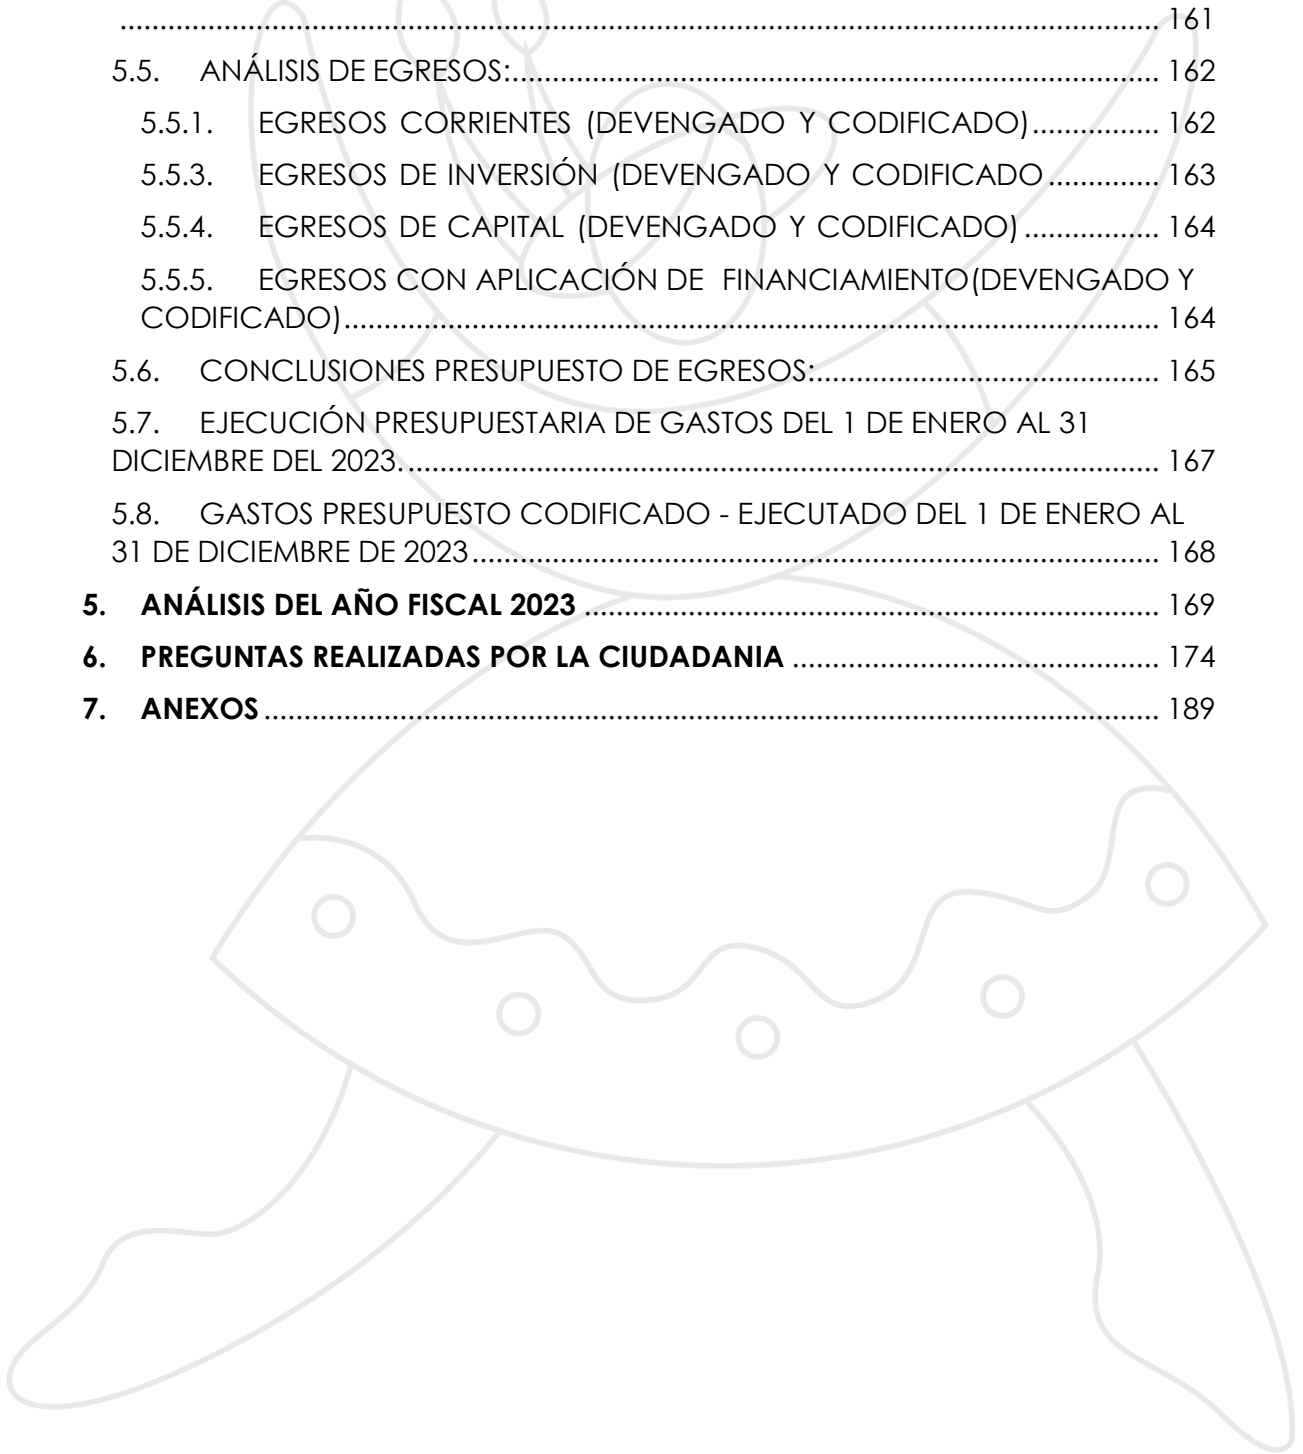 ........................................................................................................................................ 161
5.5. ANÁLISIS DE EGRESOS:.................................................................................... 162
5.5.1. EGRESOS CORRIENTES (DEVENGADO Y CODIFICADO)................ 162
5.5.3. EGRESOS DE INVERSIÓN (DEVENGADO Y CODIFICADO .............. 163
5.5.4. EGRESOS DE CAPITAL (DEVENGADO Y CODIFICADO) ................. 164
5.5.5. EGRESOS CON APLICACIÓN DE FINANCIAMIENTO(DEVENGADO Y
CODIFICADO)......................................................................................................... 164
5.6. CONCLUSIONES PRESUPUESTO DE EGRESOS:............................................ 165
5.7. EJECUCIÓN PRESUPUESTARIA DE GASTOS DEL 1 DE ENERO AL 31
DICIEMBRE DEL 2023. ................................................................................................. 167
5.8. GASTOS PRESUPUESTO CODIFICADO - EJECUTADO DEL 1 DE ENERO AL
31 DE DICIEMBRE DE 2023 ......................................................................................... 168
5. ANÁLISIS DEL AÑO FISCAL 2023 .......................................................................... 169
6. PREGUNTAS REALIZADAS POR LA CIUDADANIA ............................................... 174
7. ANEXOS .................................................................................................................... 189